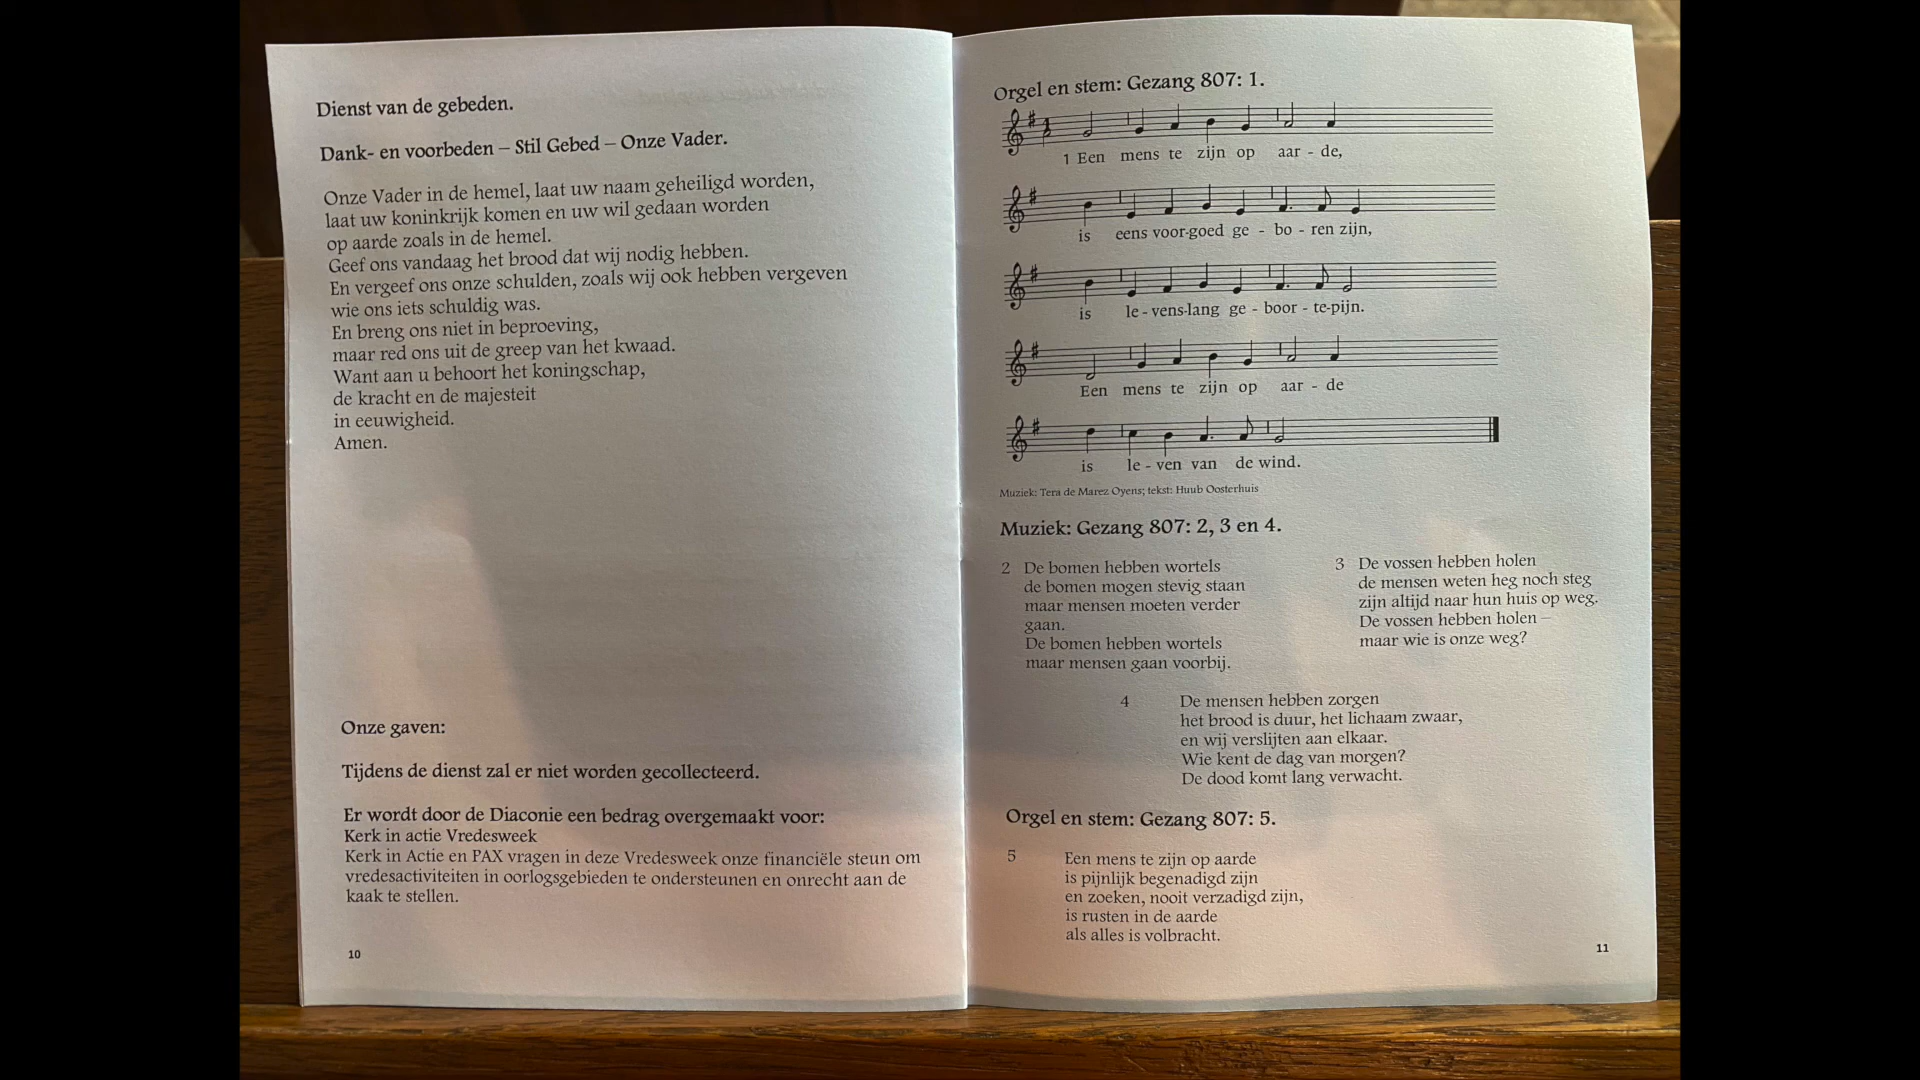 Dienst van de gebeden.
Dank- en voorbeden – Stil Gebed – Onze Vader.
Onze Vader in de hemel, laat uw naam geheiligd worden,
laat uw koninkrijk komen en uw wil gedaan worden
op aarde zoals in de hemel.
Geef ons vandaag het brood dat wij nodig hebben.
En vergeef ons onze schulden, zoals wij ook hebben vergeven
wie ons iets schuldig was.
En breng ons niet in beproeving,
maar red ons uit de greep van het kwaad.
Want aan u behoort het koningschap,
de kracht en de majesteit
in eeuwigheid.
Amen.
Onze gaven:
Tijdens de dienst zal er niet worden gecollecteerd.
Er wordt door de Diaconie een bedrag overgemaakt voor:
Kerk in actie Vredesweek
Kerk in Actie en PAX vragen in deze Vredesweek onze financiële steun om
vredesactiviteiten in oorlogsgebieden te ondersteunen en onrecht aan de
kaak te stellen.
10
Orgel en stem: Gezang 807: 1.
1 Een mens te zijn op aar - de,
is eens voor-goed ge - bo - ren zijn,
is le - vens-lang ge - boor - te-pijn.
Een mens te zijn op aar - de
is le - ven van de wind.
Muziek: Tera de Marez Oyens; tekst: Huub Oosterhuis
Muziek: Gezang 807: 2, 3 en 4.
2 De bomen hebben wortels
de bomen mogen stevig staan
maar mensen moeten verder
gaan.
De bomen hebben wortels
maar mensen gaan voorbij.
3 De vossen hebben holen
de mensen weten heg noch steg
zijn altijd naar hun huis op weg.
De vossen hebben holen –
maar wie is onze weg?
4 De mensen hebben zorgen
het brood is duur, het lichaam zwaar,
en wij verslijten aan elkaar.
Wie kent de dag van morgen?
De dood komt lang verwacht.
Orgel en stem: Gezang 807: 5.
5 Een mens te zijn op aarde
is pijnlijk begenadigd zijn
en zoeken, nooit verzadigd zijn,
is rusten in de aarde
als alles is volbracht.
11